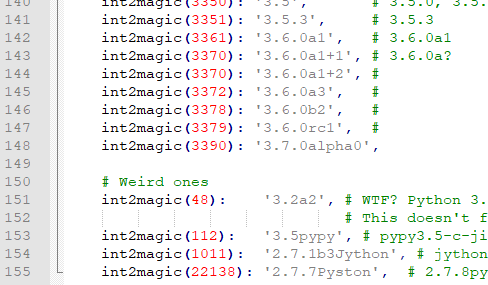 140 int2magic(3350): '3.5', # 3.5.0, 3.5.
141 int2magic(3351): '3.5.3', # 3.5.3
142 int2magic(3361): '3.6.0a1', # 3.6.0a1
143 int2magic(3370): '3.6.0a1+1', # 3.6.0a?
144 int2magic(3370): '3.6.0a1+2', #
145 int2magic(3372): '3.6.0a3', #
146 int2magic(3378): '3.6.0b2', #
147 int2magic(3379): '3.6.0rc1', #
148 int2magic(3390): '3.7.0alpha0',
149
150 # Weird ones
151 int2magic(48): '3.2a2', # WTF? Python 3.
152 # This doesn't f
153 int2magic(112): '3.5pypy', # pypy3.5-c-ji
154 int2magic(1011): '2.7.1b3Jython', # jython
155 int2magic(22138): '2.7.7Pyston', # 2.7.8py